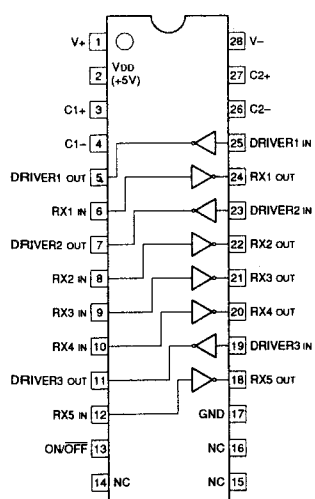 V+ 1 28 V–
2 VDD (+5V) 27 C2+
C1+ 3 26 C2–
C1– 4 25 DRIVER1 IN
DRIVER1 OUT 5 24 RX1 OUT
RX1 IN 6 23 DRIVER2 IN
DRIVER2 OUT 7 22 RX2 OUT
RX2 IN 8 21 RX3 OUT
RX3 IN 9 20 RX4 OUT
RX4 IN 10 19 DRIVER3 IN
DRIVER3 OUT 11 18 RX5 OUT
RX5 IN 12 GND 17
ON/OFF 13 NC 16
14 NC NC 15